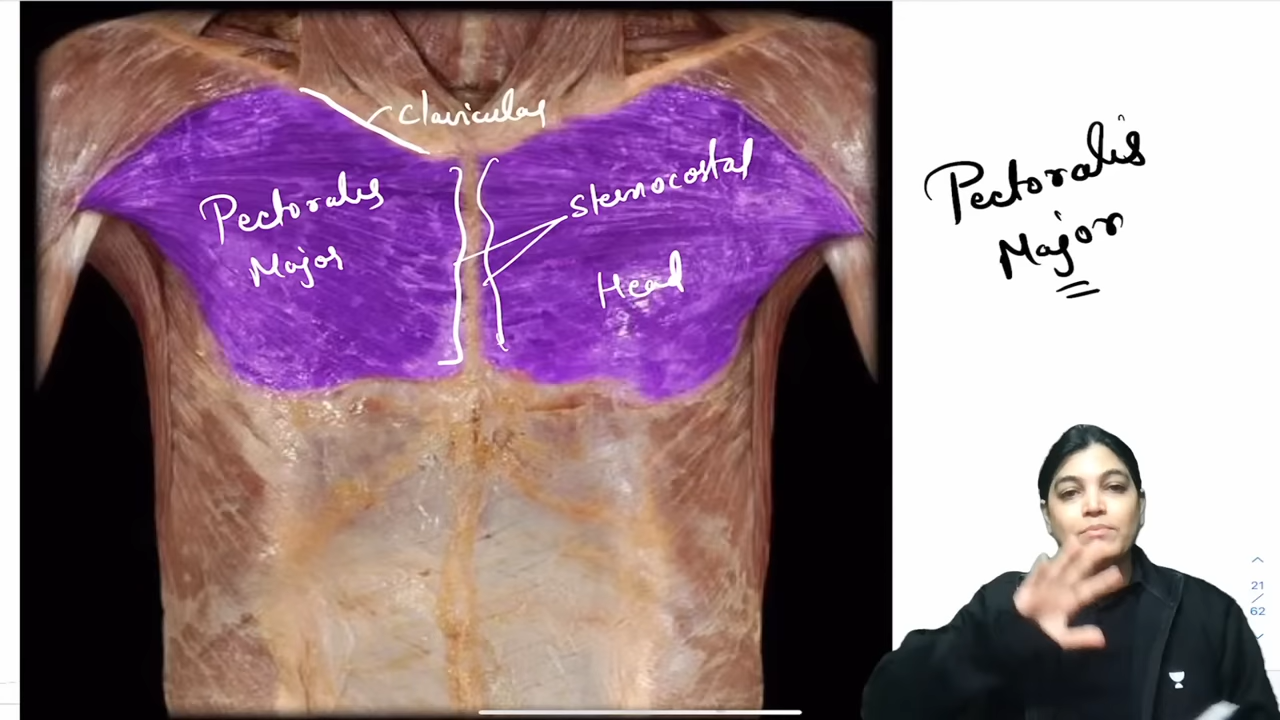 Clavicular
Pectoralis
Major
Sternocostal
Head
Pectoralis
Major
21
/
62